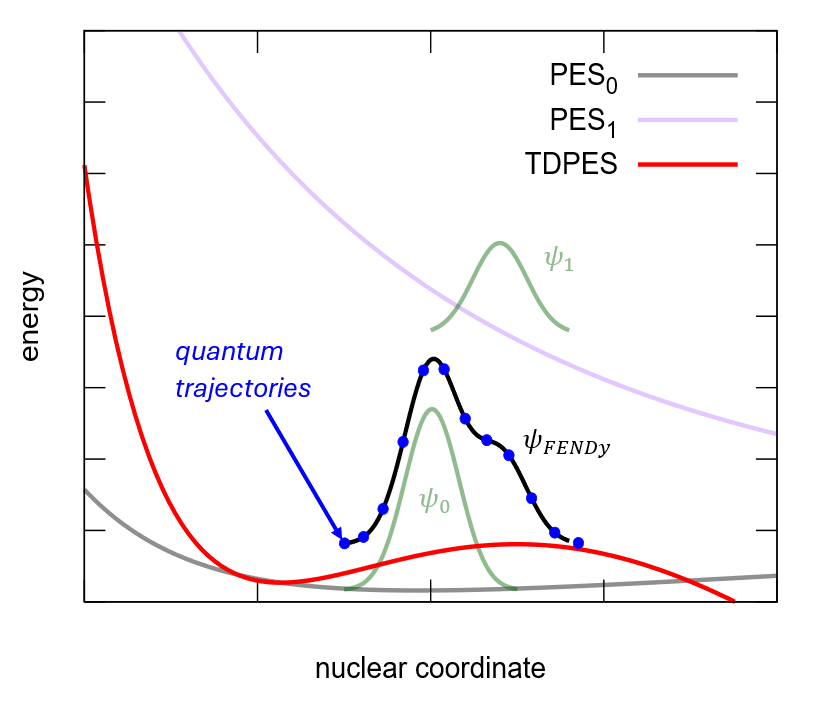 PES₀
PES₁
TDPES
ψ₁
energy
quantum
trajectories
ψFENDy
ψ₀
nuclear coordinate